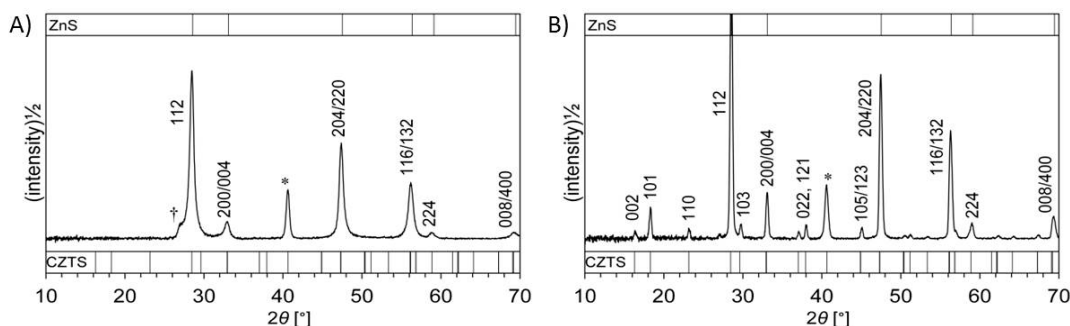 A)
ZnS
(intensity)½
†
112
200/004
*
204/220
116/132
224
008/400
CZTS
10 20 30 40 50 60 70
2θ [°]
B)
ZnS
(intensity)½
002
101
110
112
103
200/004
022, 121
*
105/123
204/220
116/132
224
008/400
CZTS
10 20 30 40 50 60 70
2θ [°]